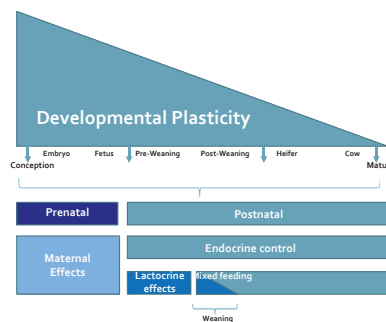 Developmental Plasticity
Embryo Fetus Pre-Weaning Post-Weaning Heifer Cow
Conception
Prenatal Postnatal
Endocrine control
Maternal
Effects
Lactocrine
effects
Mixed feeding
Weaning